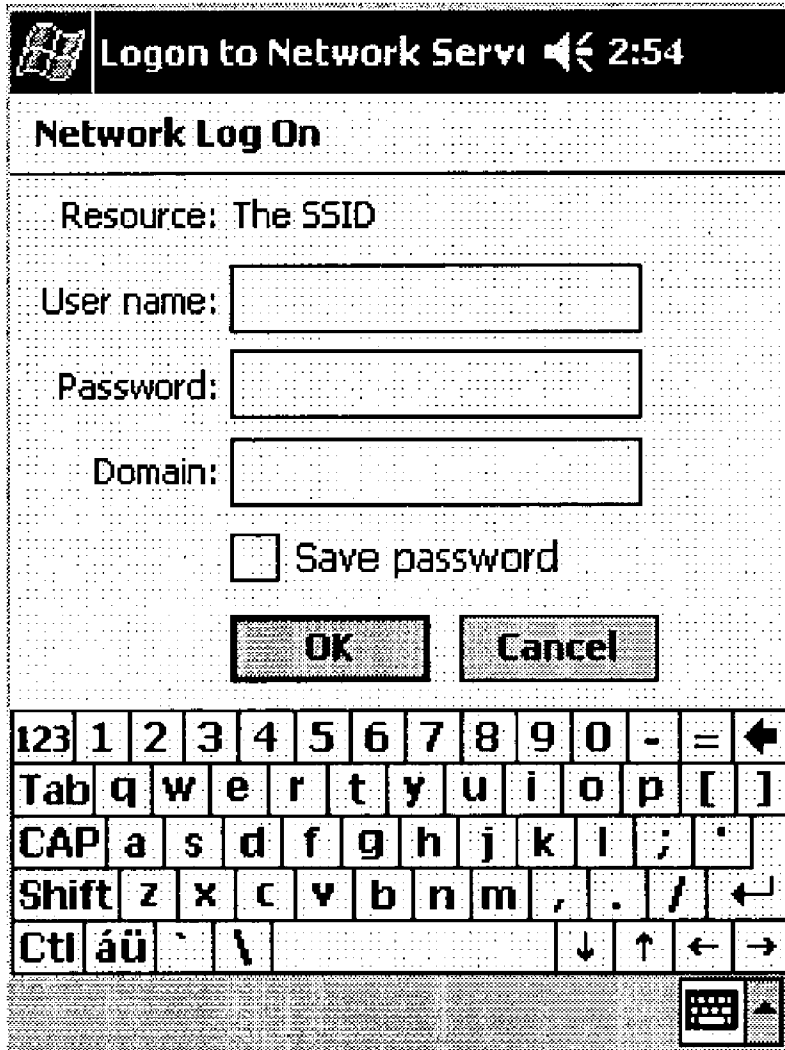 Logon to Network Serv 2:54
Network Log On
Resource: The SSID
User name:
Password:
Domain:
Save password
OK Cancel
123 1 2 3 4 5 6 7 8 9 0 - =
Tab q w e r t y u i o p [ ]
CAP a s d f g h j k l ; '
Shift z x c v b n m , . /
Ctl áü ` \ ↓ ↑ ← →